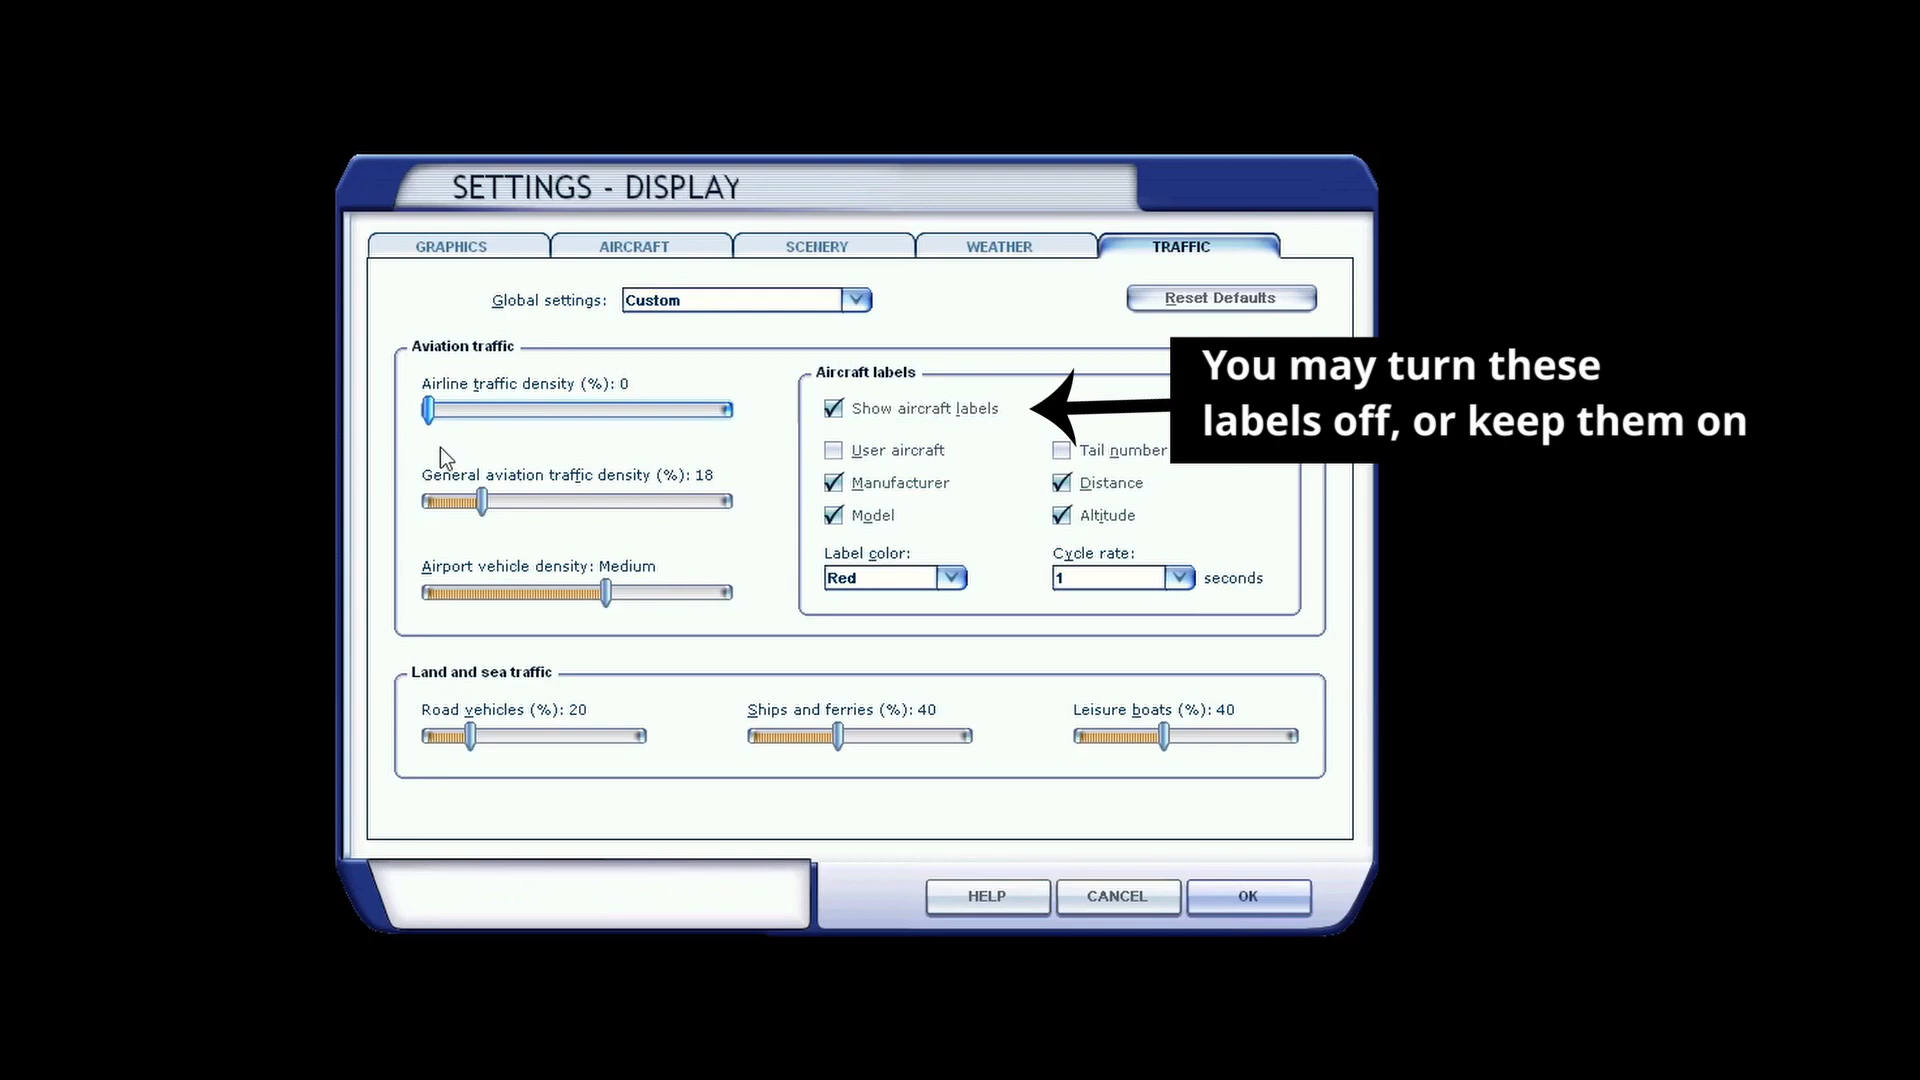 SETTINGS - DISPLAY
GRAPHICS
AIRCRAFT
SCENERY
WEATHER
TRAFFIC
Global settings:
Custom
Reset Defaults
Aviation traffic
Airline traffic density (%): 0
General aviation traffic density (%): 18
Airport vehicle density: Medium
Aircraft labels
Show aircraft labels
You may turn these
labels off, or keep them on
User aircraft
Tail number
Manufacturer
Distance
Model
Altitude
Label color:
Cycle rate:
Red
1
seconds
Land and sea traffic
Road vehicles (%): 20
Ships and ferries (%): 40
Leisure boats (%): 40
HELP
CANCEL
OK